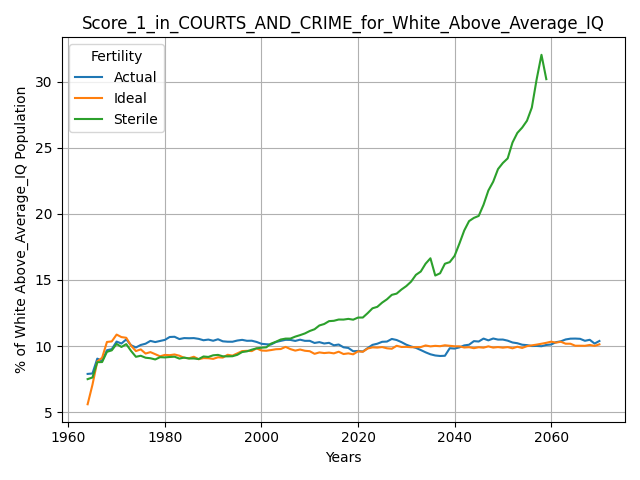 Score_1_in_COURTS_AND_CRIME_for_White_Above_Average_IQ
Fertility
Actual
Ideal
Sterile
% of White Above_Average_IQ Population
30
25
20
15
10
5
1960 1980 2000 2020 2040 2060
Years